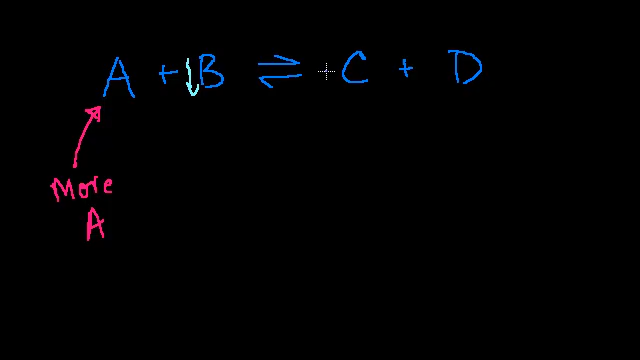 A + ↓B ⇌ C + D
More
A